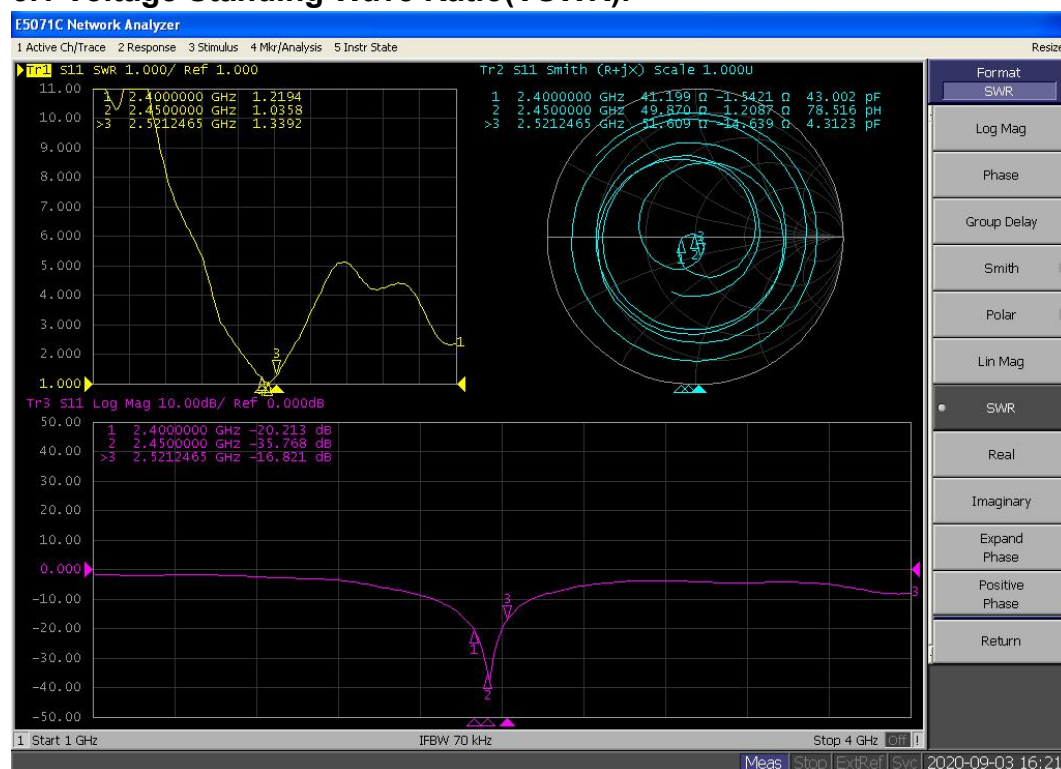 E5071C Network Analyzer
1 Active Ch/Trace 2 Response 3 Stimulus 4 Mkr/Analysis 5 Instr State
Tr1 S11 SWR 1.000/ Ref 1.000
11.00
10.00
9.000
8.000
7.000
6.000
5.000
4.000
3.000
2.000
1.000
1 2.4000000 GHz 1.2194
2 2.4500000 GHz 1.0358
>3 2.5212465 GHz 1.3392
3
1
Tr2 S11 Smith (R+jX) Scale 1.000U
1 2.4000000 GHz 41.199 Ω -1.5421 Ω 43.002 pF
2 2.4500000 GHz 49.870 Ω 1.2087 Ω 78.516 pH
>3 2.5212465 GHz 51.609 Ω -14.639 Ω 4.3123 pF
3
1
2
Tr3 S11 Log Mag 10.00dB/ Ref 0.000dB
50.00
40.00
30.00
20.00
10.00
0.000
-10.00
-20.00
-30.00
-40.00
-50.00
1 2.4000000 GHz -20.213 dB
2 2.4500000 GHz -35.768 dB
>3 2.5212465 GHz -16.821 dB
3
3
1
2
1 Start 1 GHz IFBW 70 kHz Stop 4 GHz Off !
Meas Stop ExtRef Svc 2020-09-03 16:21
Resize
Format
SWR
Log Mag
Phase
Group Delay
Smith
Polar
Lin Mag
SWR
Real
Imaginary
Expand
Phase
Positive
Phase
Return